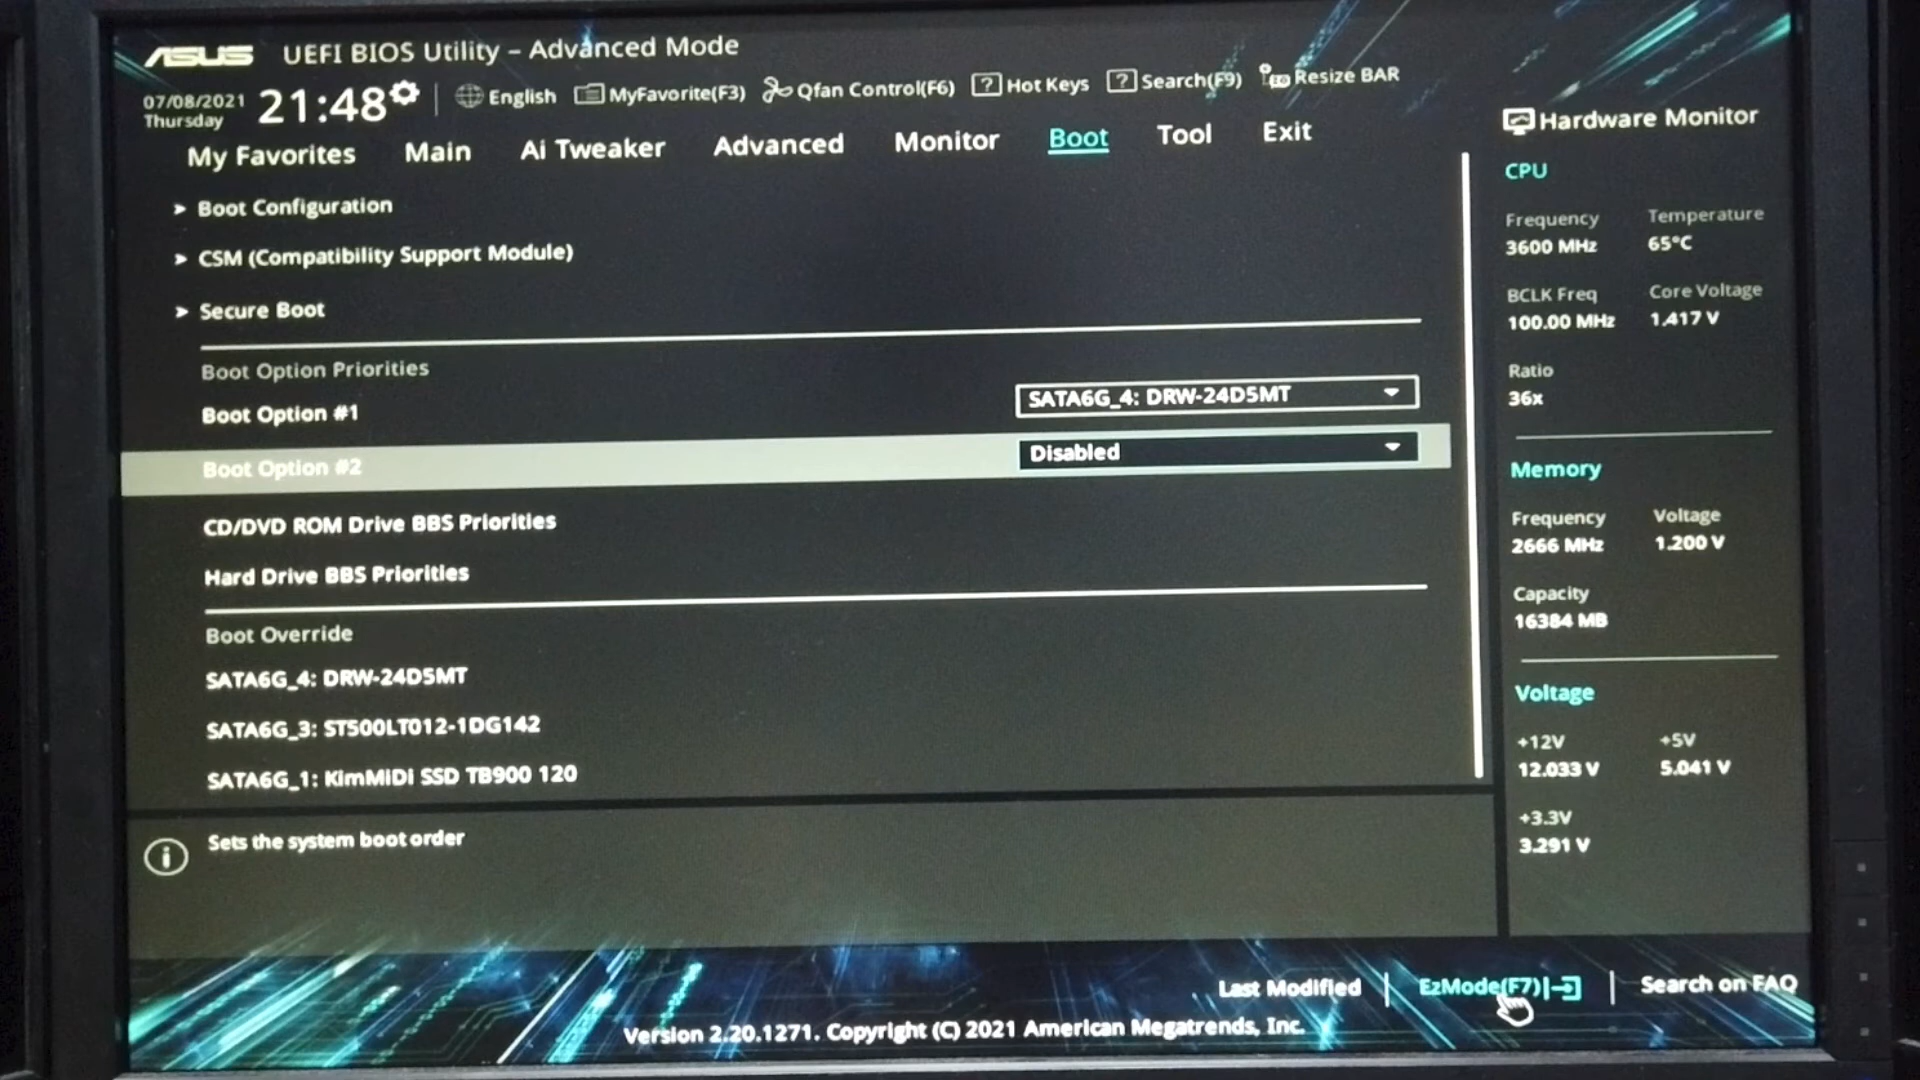 ASUS UEFI BIOS Utility – Advanced Mode
07/08/2021
Thursday
21:48
English MyFavorite(F3) Qfan Control(F6) ? Hot Keys ? Search(F9) Resize BAR
My Favorites Main Ai Tweaker Advanced Monitor Boot Tool Exit
Boot Configuration
CSM (Compatibility Support Module)
Secure Boot
Boot Option Priorities
Boot Option #1 SATA6G_4: DRW-24D5MT
Boot Option #2 Disabled
CD/DVD ROM Drive BBS Priorities
Hard Drive BBS Priorities
Boot Override
SATA6G_4: DRW-24D5MT
SATA6G_3: ST500LT012-1DG142
SATA6G_1: KimMiDi SSD TB900 120
Sets the system boot order
Hardware Monitor
CPU
Frequency Temperature
3600 MHz 65°C
BCLK Freq Core Voltage
100.00 MHz 1.417 V
Ratio
36x
Memory
Frequency Voltage
2666 MHz 1.200 V
Capacity
16384 MB
Voltage
+12V +5V
12.033 V 5.041 V
+3.3V
3.291 V
Last Modified EzMode(F7) Search on FAQ
Version 2.20.1271. Copyright (C) 2021 American Megatrends, Inc.